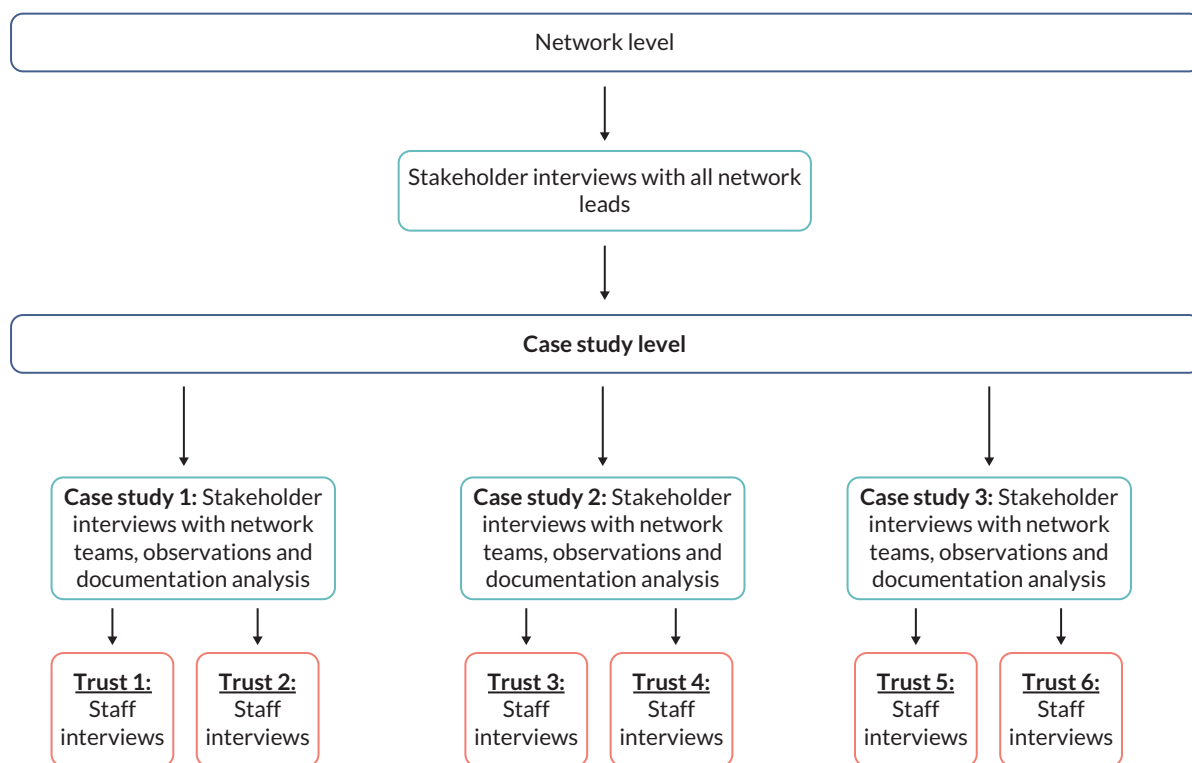 Network level
Stakeholder interviews with all network
leads
Case study level
Case study 1: Stakeholder
interviews with network
teams, observations and
documentation analysis
Case study 2: Stakeholder
interviews with network
teams, observations and
documentation analysis
Case study 3: Stakeholder
interviews with network
teams, observations and
documentation analysis
Trust 1:
Staff
interviews
Trust 2:
Staff
interviews
Trust 3:
Staff
interviews
Trust 4:
Staff
interviews
Trust 5:
Staff
interviews
Trust 6:
Staff
interviews